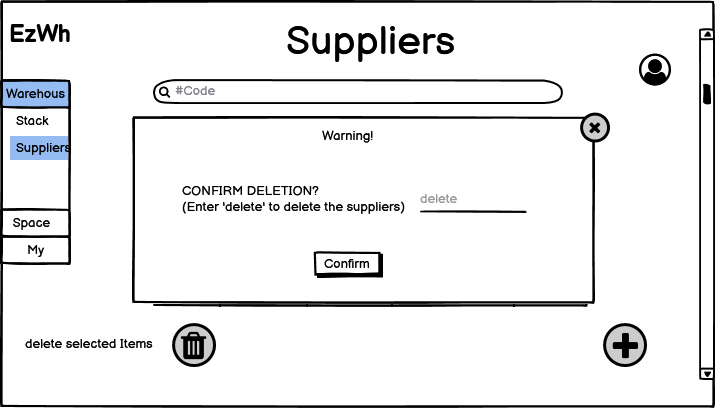 EzWh
Suppliers
#Code
Warehous
Stack
Suppliers
Space
My
Warning!
CONFIRM DELETION?
(Enter 'delete' to delete the suppliers)
delete
Confirm
delete selected Items